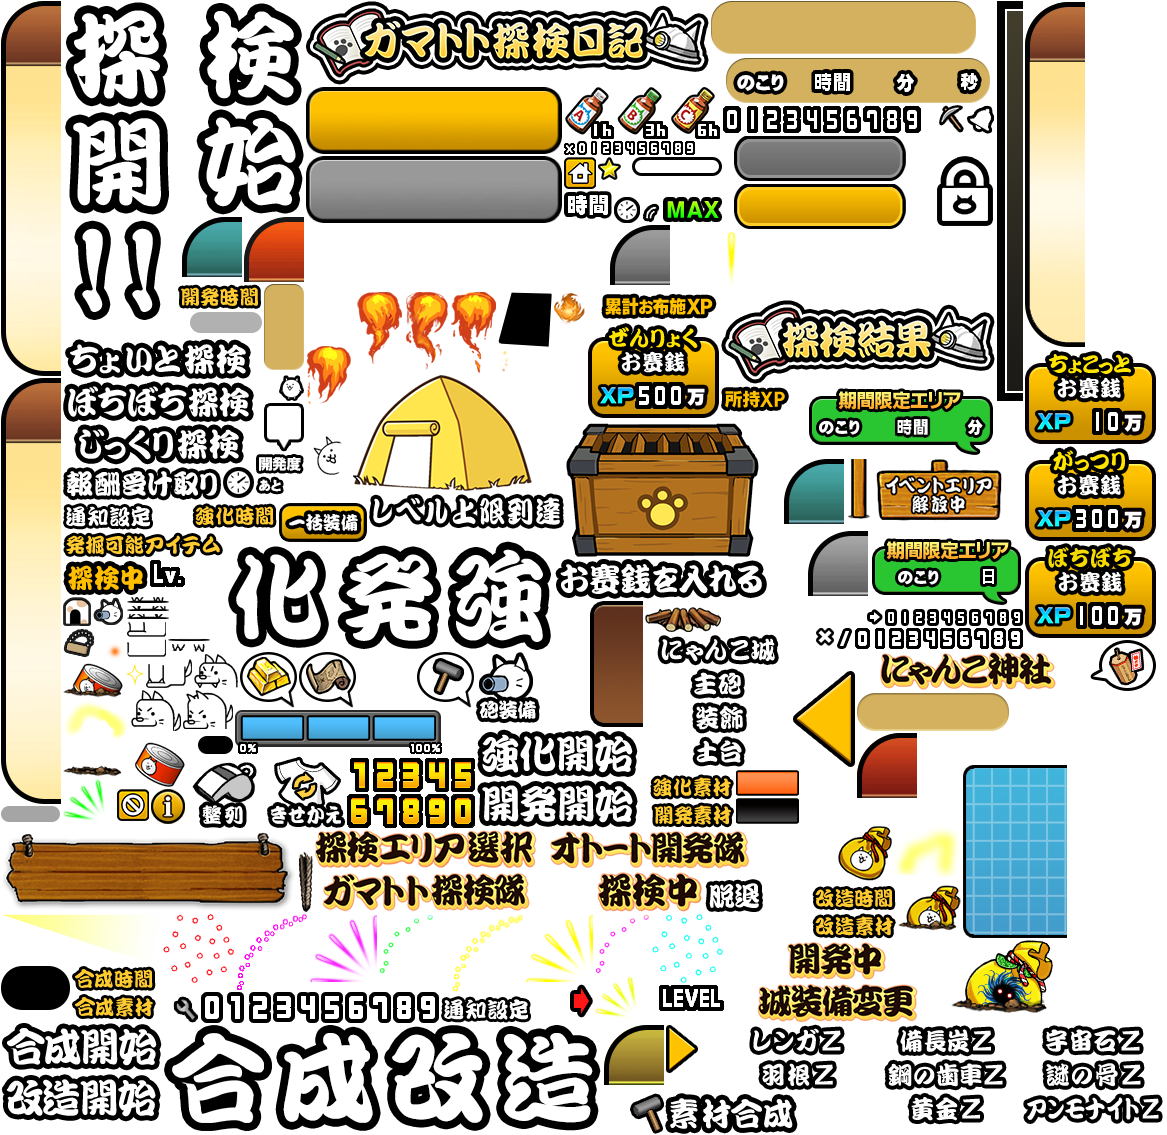 探検
開始
!!
ガマトト探検日記
のこり 時間 分 秒
A 1h B 3h C 6h
0123456789
×0123456789
時間 MAX
開発時間
累計お布施XP
ぜんりょく
お賽銭
XP500万
所持XP
探検結果
ちょこっと
お賽銭
XP 10万
ちょいと探検
ぼちぼち探検
じっくり探検
報酬受け取り
あと
開発度
期間限定エリア
のこり 時間 分
がっつり
お賽銭
XP300万
イベントエリア
解放中
通知設定
強化時間
一括装備
レベル上限到達
発掘可能アイテム
探検中 Lv.
期間限定エリア
のこり 日
ぼちぼち
お賽銭
XP100万
化発強
お賽銭を入れる
→0123456789
×/0123456789
にゃんこ城
主砲
装飾
土台
にゃんこ神社
砲装備
0% 100%
強化開始
開発開始
強化素材
開発素材
整列
きせかえ
12345
67890
探検エリア選択
オトート開発隊
ガマトト探検隊
探検中
脱退
改造時間
改造素材
開発中
城装備変更
合成時間
合成素材
0123456789
通知設定
LEVEL
合成開始
改造開始
合成改造
素材合成
レンガZ
備長炭Z
宇宙石Z
羽根Z
鋼の歯車Z
謎の骨Z
黄金Z
アンモナイトZ